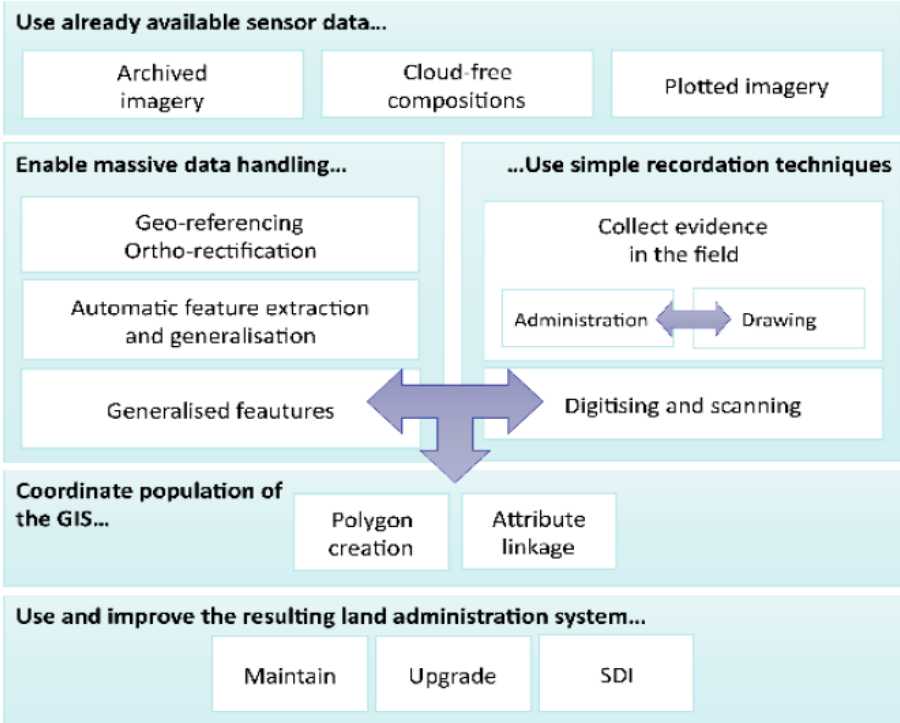 Use already available sensor data...
Archived
imagery
Cloud-free
compositions
Plotted imagery
Enable massive data handling...
Geo-referencing
Ortho-rectification
Automatic feature extraction
and generalisation
Generalised feautures
...Use simple recordation techniques
Collect evidence
in the field
Administration
Drawing
Digitising and scanning
Coordinate population of
the GIS...
Polygon
creation
Attribute
linkage
Use and improve the resulting land administration system...
Maintain
Upgrade
SDI